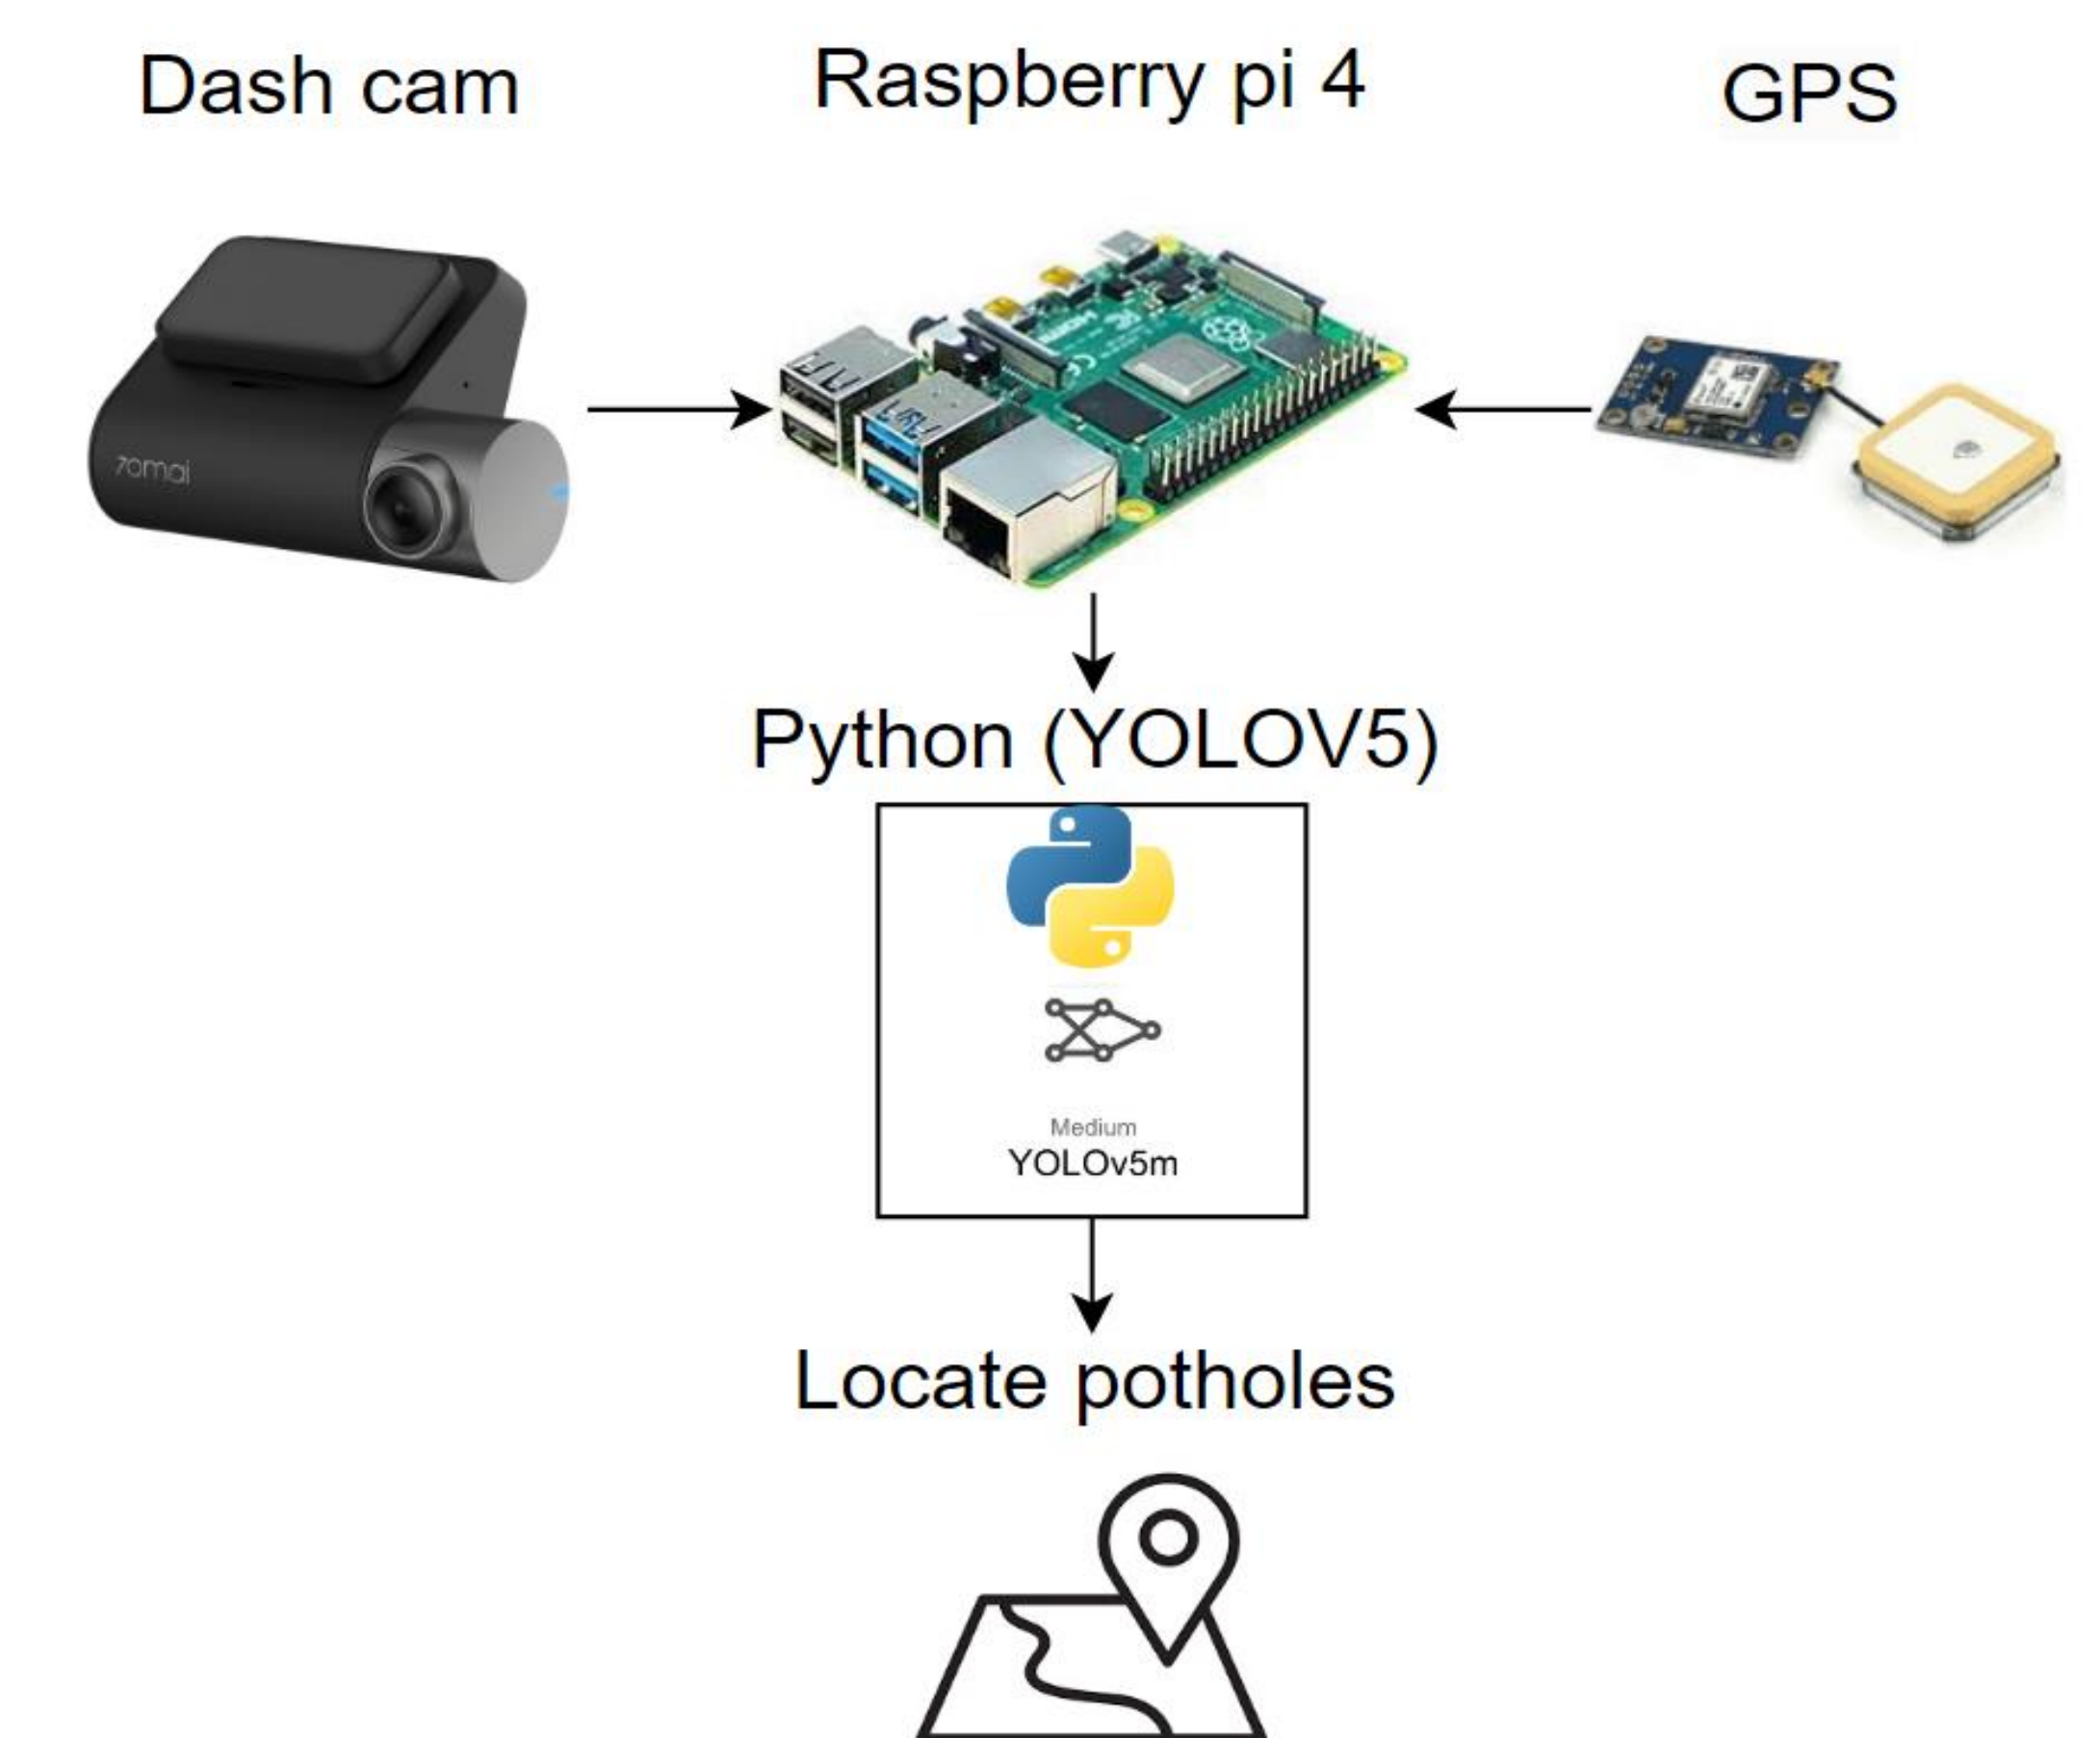 Dash cam
Raspberry pi 4
GPS
70mai
Python (YOLOV5)
Medium
YOLOv5m
Locate potholes